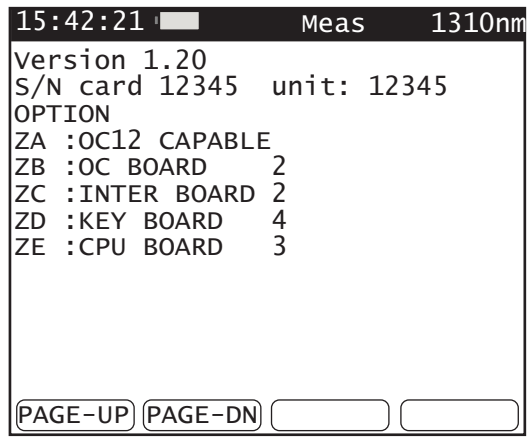 15:42:21 Meas 1310nm
Version 1.20
S/N card 12345 unit: 12345
OPTION
ZA :OC12 CAPABLE
ZB :OC BOARD 2
ZC :INTER BOARD 2
ZD :KEY BOARD 4
ZE :CPU BOARD 3
PAGE-UP PAGE-DN